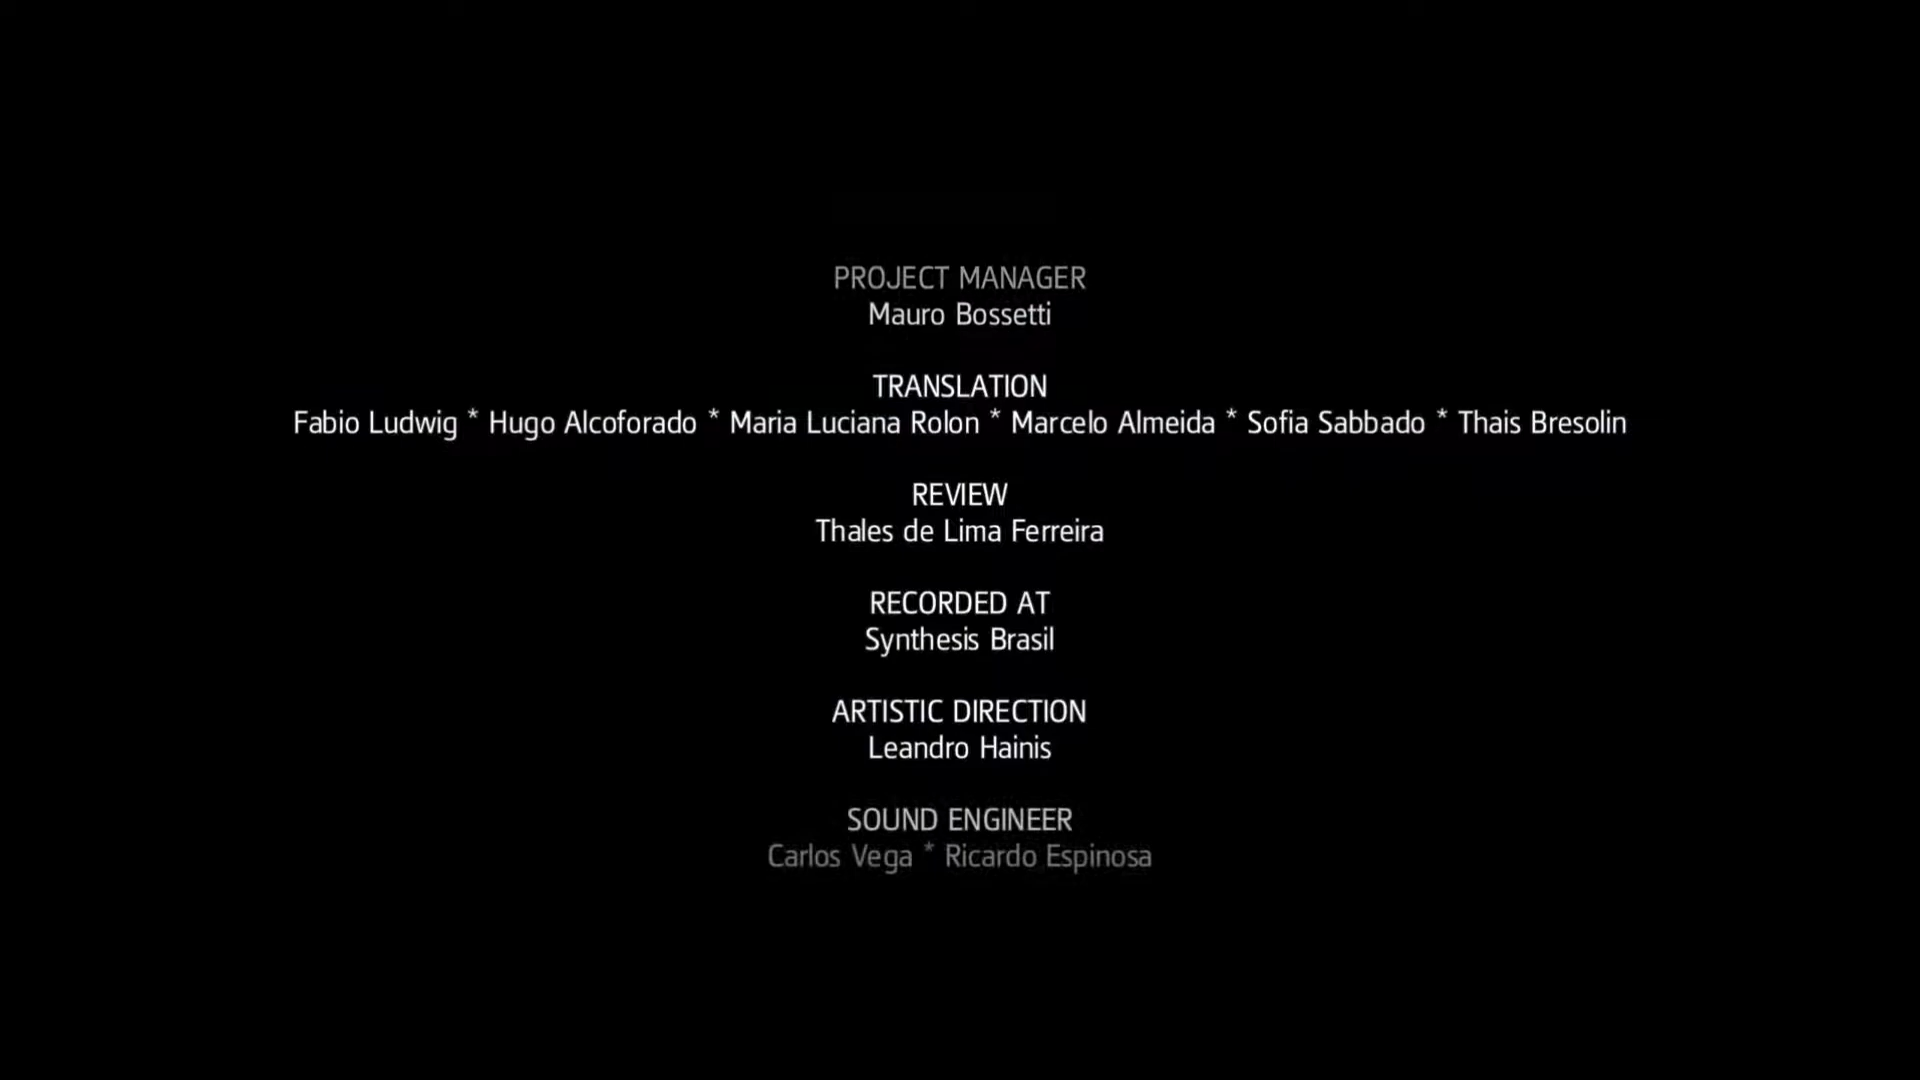 PROJECT MANAGER
Mauro Bossetti
TRANSLATION
Fabio Ludwig * Hugo Alcoforado * Maria Luciana Rolon * Marcelo Almeida * Sofia Sabbado * Thais Bresolin
REVIEW
Thales de Lima Ferreira
RECORDED AT
Synthesis Brasil
ARTISTIC DIRECTION
Leandro Hainis
SOUND ENGINEER
Carlos Vega * Ricardo Espinosa